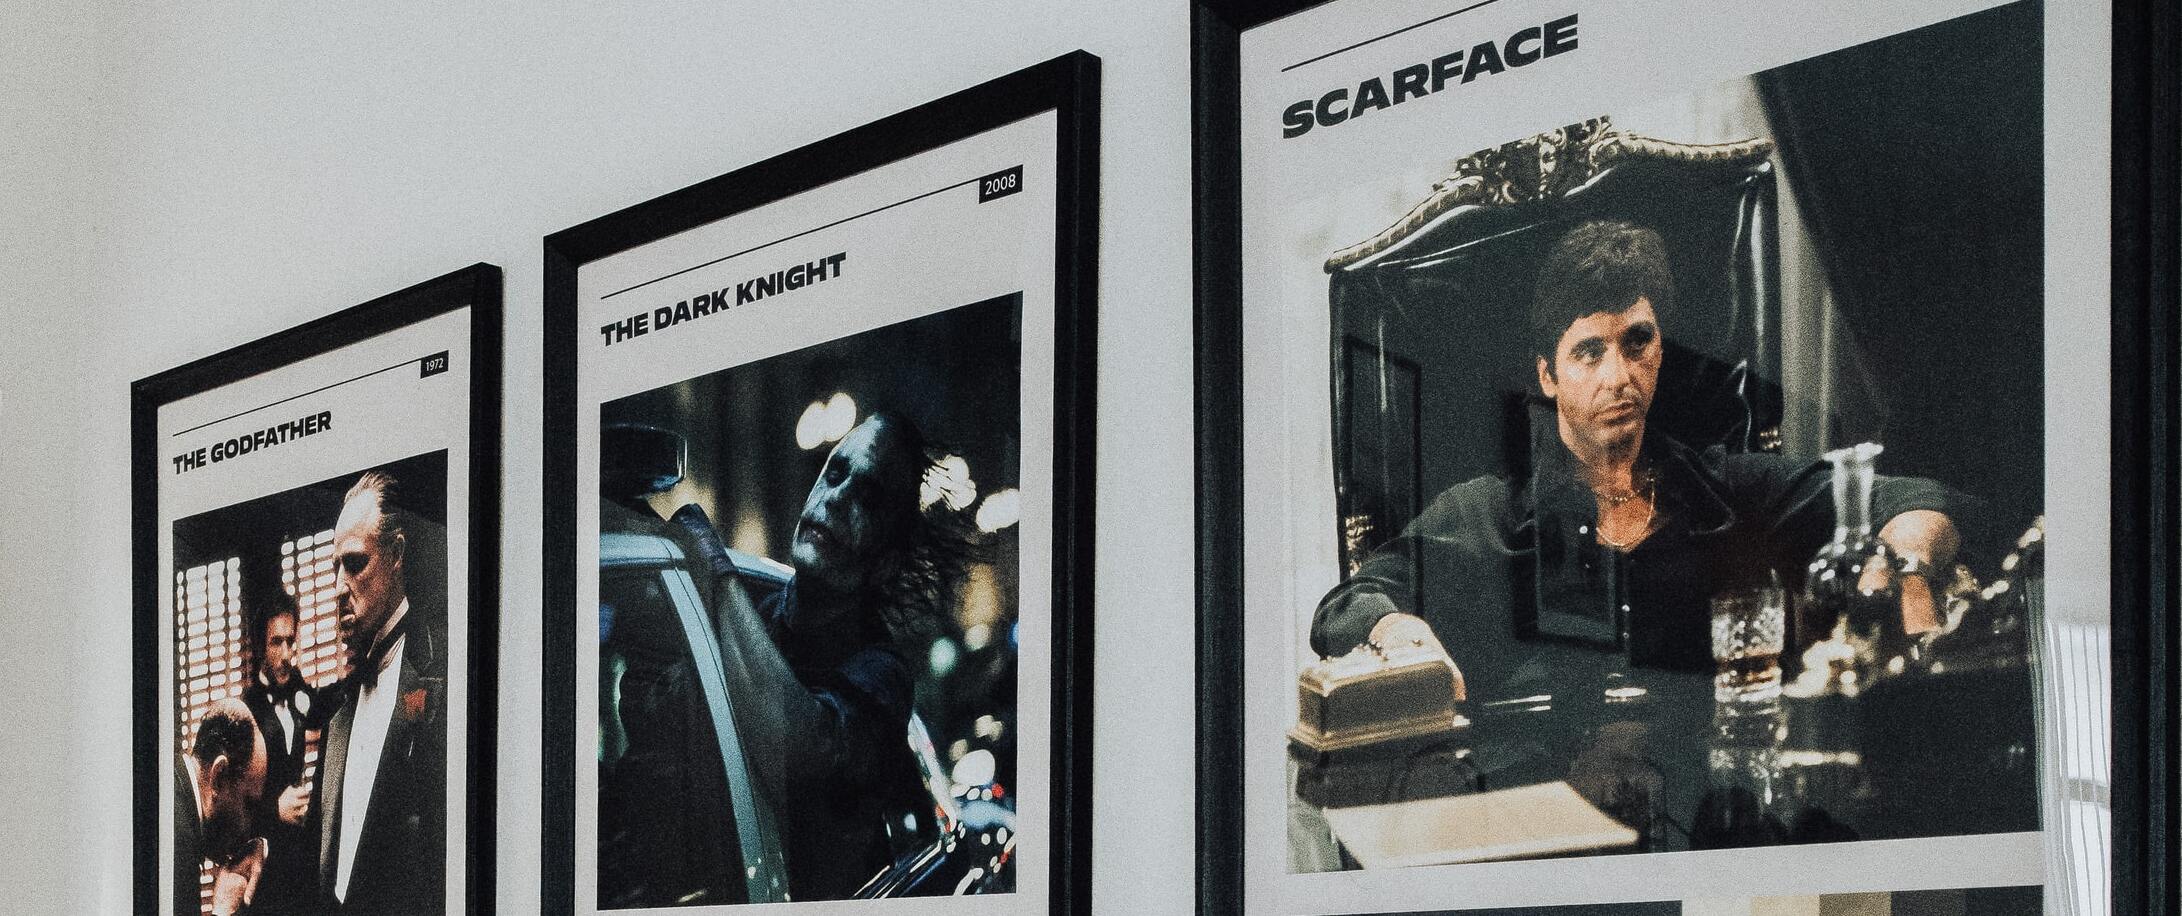 1972
THE GODFATHER
2008
THE DARK KNIGHT
SCARFACE